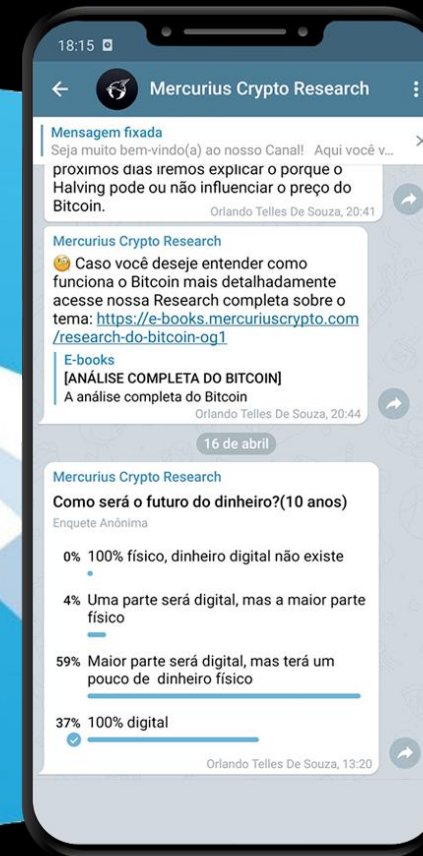 18:15
Mercurius Crypto Research
Mensagem fixada
Seja muito bem-vindo(a) ao nosso Canal! Aqui você v...
próximos dias iremos explicar o porque o
Halving pode ou não influenciar o preço do
Bitcoin.
Orlando Telles De Souza, 20:41
Mercurius Crypto Research
🧐 Caso você deseje entender como
funciona o Bitcoin mais detalhadamente
acesse nossa Research completa sobre o
tema: https://e-books.mercuriuscrypto.com
/research-do-bitcoin-og1
E-books
[ANÁLISE COMPLETA DO BITCOIN]
A análise completa do Bitcoin
Orlando Telles De Souza, 20:44
16 de abril
Mercurius Crypto Research
Como será o futuro do dinheiro?(10 anos)
Enquete Anônima
0% 100% físico, dinheiro digital não existe
4% Uma parte será digital, mas a maior parte
físico
59% Maior parte será digital, mas terá um
pouco de dinheiro físico
37% 100% digital
Orlando Telles De Souza, 13:20